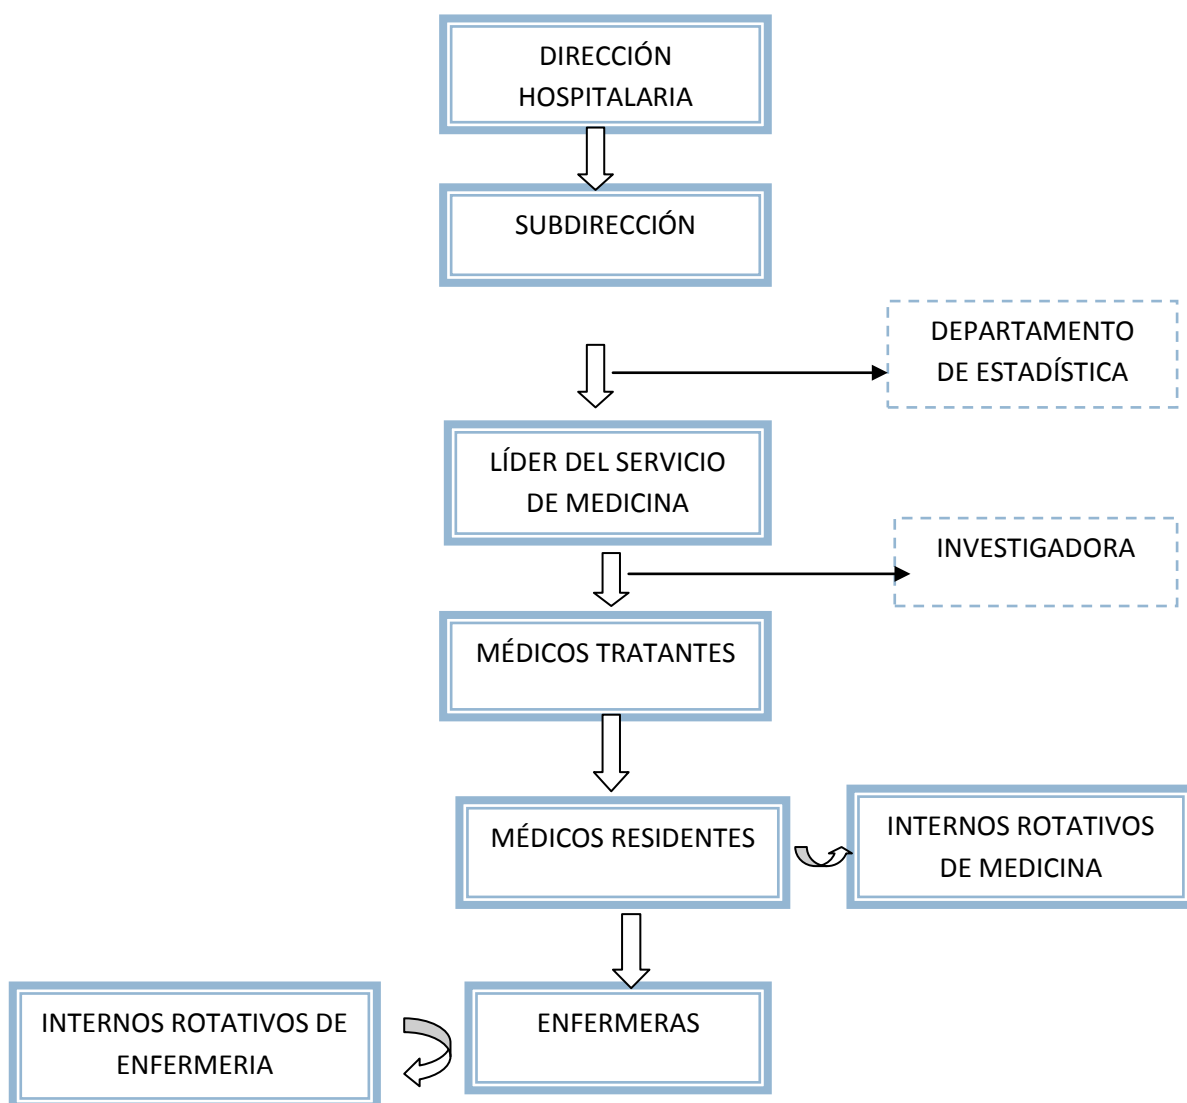 DIRECCIÓN
HOSPITALARIA
SUBDIRECCIÓN
DEPARTAMENTO
DE ESTADÍSTICA
LÍDER DEL SERVICIO
DE MEDICINA
INVESTIGADORA
MÉDICOS TRATANTES
MÉDICOS RESIDENTES
INTERNOS ROTATIVOS
DE MEDICINA
INTERNOS ROTATIVOS DE
ENFERMERIA
ENFERMERAS